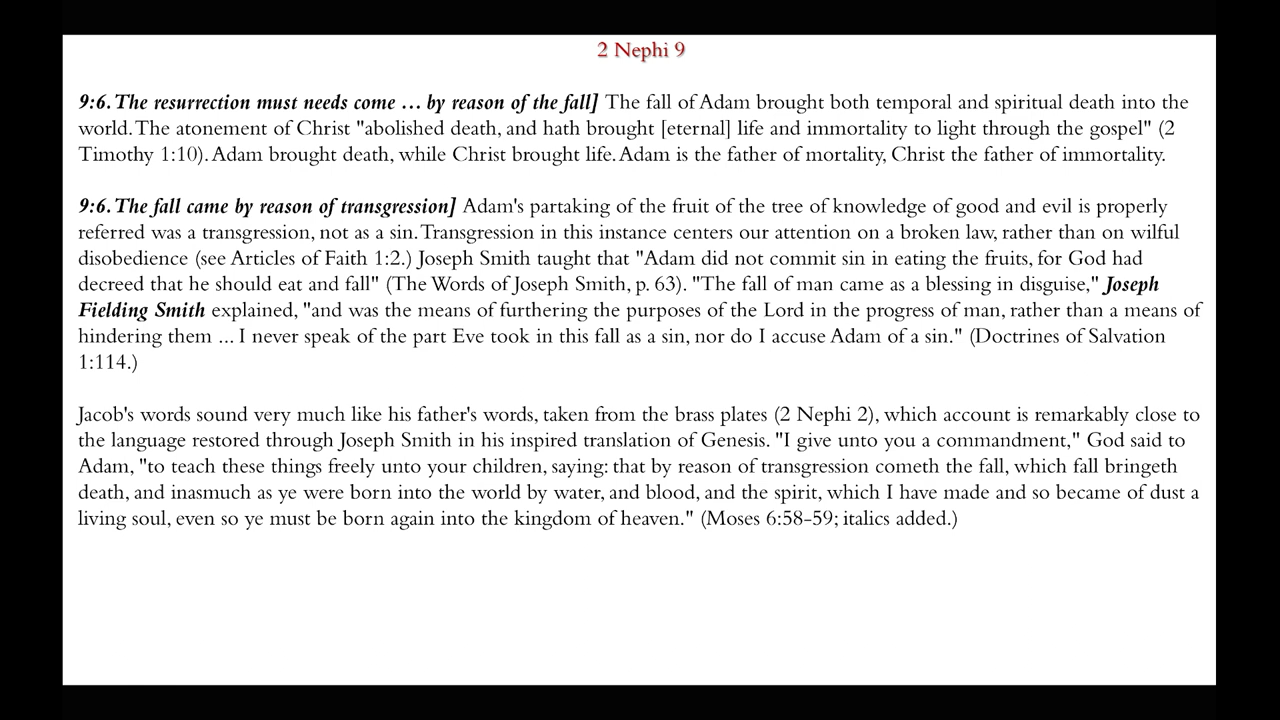 2 Nephi 9
9:6. The resurrection must needs come ... by reason of the fall] The fall of Adam brought both temporal and spiritual death into the
world. The atonement of Christ "abolished death, and hath brought [eternal] life and immortality to light through the gospel" (2
Timothy 1:10). Adam brought death, while Christ brought life. Adam is the father of mortality, Christ the father of immortality.
9:6. The fall came by reason of transgression] Adam's partaking of the fruit of the tree of knowledge of good and evil is properly
referred was a transgression, not as a sin. Transgression in this instance centers our attention on a broken law, rather than on wilful
disobedience (see Articles of Faith 1:2.) Joseph Smith taught that "Adam did not commit sin in eating the fruits, for God had
decreed that he should eat and fall" (The Words of Joseph Smith, p. 63). "The fall of man came as a blessing in disguise," Joseph
Fielding Smith explained, "and was the means of furthering the purposes of the Lord in the progress of man, rather than a means of
hindering them ... I never speak of the part Eve took in this fall as a sin, nor do I accuse Adam of a sin." (Doctrines of Salvation
1:114.)
Jacob's words sound very much like his father's words, taken from the brass plates (2 Nephi 2), which account is remarkably close to
the language restored through Joseph Smith in his inspired translation of Genesis. "I give unto you a commandment," God said to
Adam, "to teach these things freely unto your children, saying: that by reason of transgression cometh the fall, which fall bringeth
death, and inasmuch as ye were born into the world by water, and blood, and the spirit, which I have made and so became of dust a
living soul, even so ye must be born again into the kingdom of heaven." (Moses 6:58-59; italics added.)